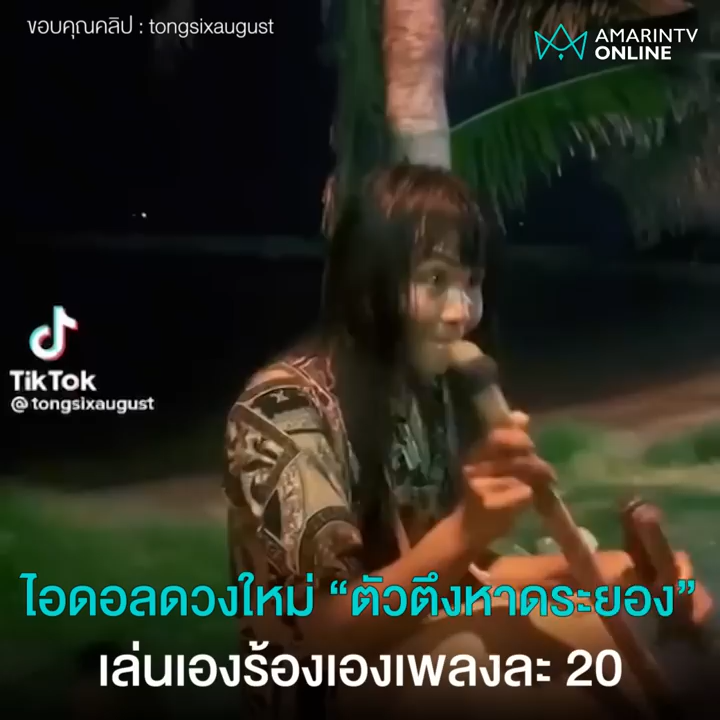 ขอบคุณคลิป : tongsixaugust
AMARINTV
ONLINE
TikTok
@tongsixaugust
ไอดอลดวงใหม่ “ตัวตึงหาดระยอง”
เล่นเองร้องเองเพลงละ 20